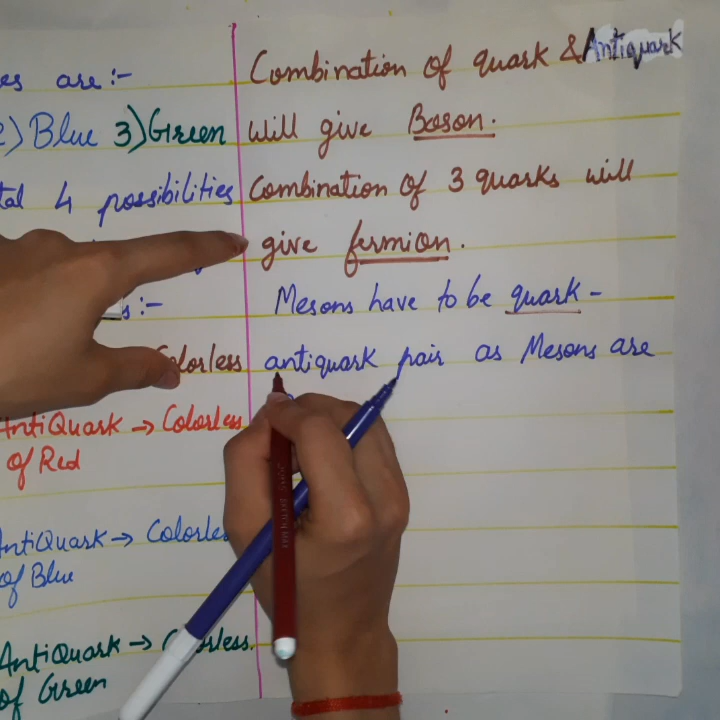 es are:-
2) Blue 3) Green
tal 4 possibilities
s:-
Colorless
AntiQuark → Colorless
of Red
AntiQuark → Colorles
of Blue
AntiQuark → Colorless.
of Green
Combination of quark & Antiquark
will give Boson.
Combination of 3 quarks will
give fermion.
Mesons have to be quark -
antiquark pair as Mesons are